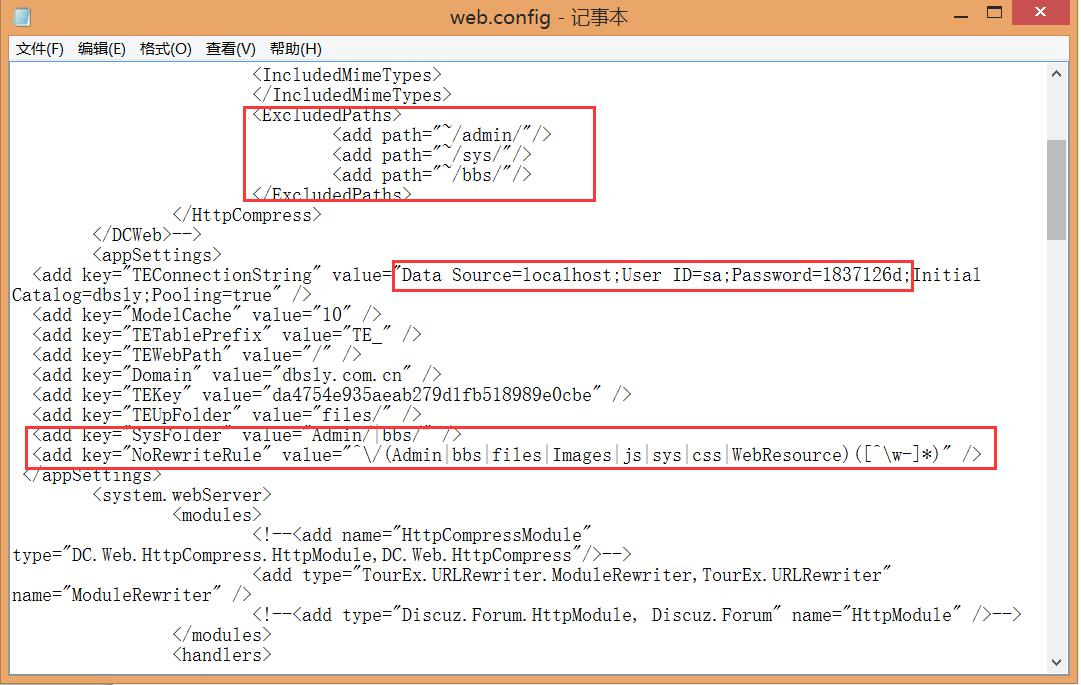 web.config - 记事本
文件(F) 编辑(E) 格式(O) 查看(V) 帮助(H)
<IncludedMimeTypes>
</IncludedMimeTypes>
<ExcludedPaths>
<add path="~/admin/"/>
<add path="~/sys/"/>
<add path="~/bbs/"/>
</ExcludedPaths>
</HttpCompress>
</DCWeb>-->
<appSettings>
<add key="TEConnectionString" value="Data Source=localhost;User ID=sa;Password=1837126d;Initial
Catalog=dbsly;Pooling=true" />
<add key="ModelCache" value="10" />
<add key="TETablePrefix" value="TE_" />
<add key="TEWebPath" value="/" />
<add key="Domain" value="dbsly.com.cn" />
<add key="TEKey" value="da4754e935aeab279d1fb518989e0cbe" />
<add key="TEUpFolder" value="files/" />
<add key="SysFolder" value="Admin/|bbs/" />
<add key="NoRewriteRule" value="^\/(Admin|bbs|files|Images|js|sys|css|WebResource)([^\w-]*)" />
</appSettings>
<system.webServer>
<modules>
<!--<add name="HttpCompressModule"
type="DC.Web.HttpCompress.HttpModule,DC.Web.HttpCompress"/>-->
<add type="TourEx.URLRewriter.ModuleRewriter,TourEx.URLRewriter"
name="ModuleRewriter" />
<!--<add type="Discuz.Forum.HttpModule, Discuz.Forum" name="HttpModule" />-->
</modules>
<handlers>